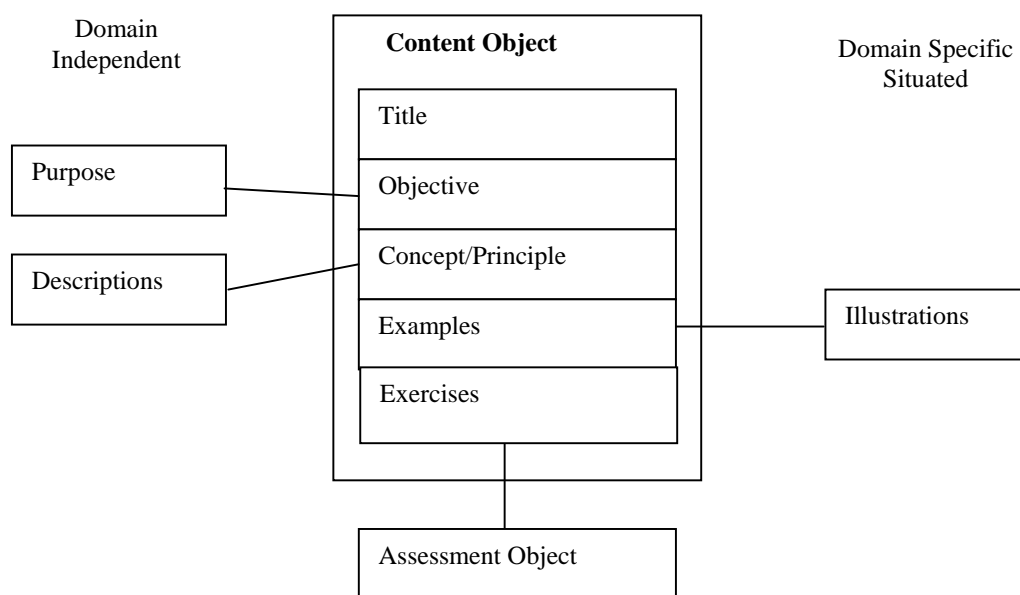 Domain
Independent
Content Object
Domain Specific
Situated
Title
Purpose
Objective
Descriptions
Concept/Principle
Examples
Illustrations
Exercises
Assessment Object